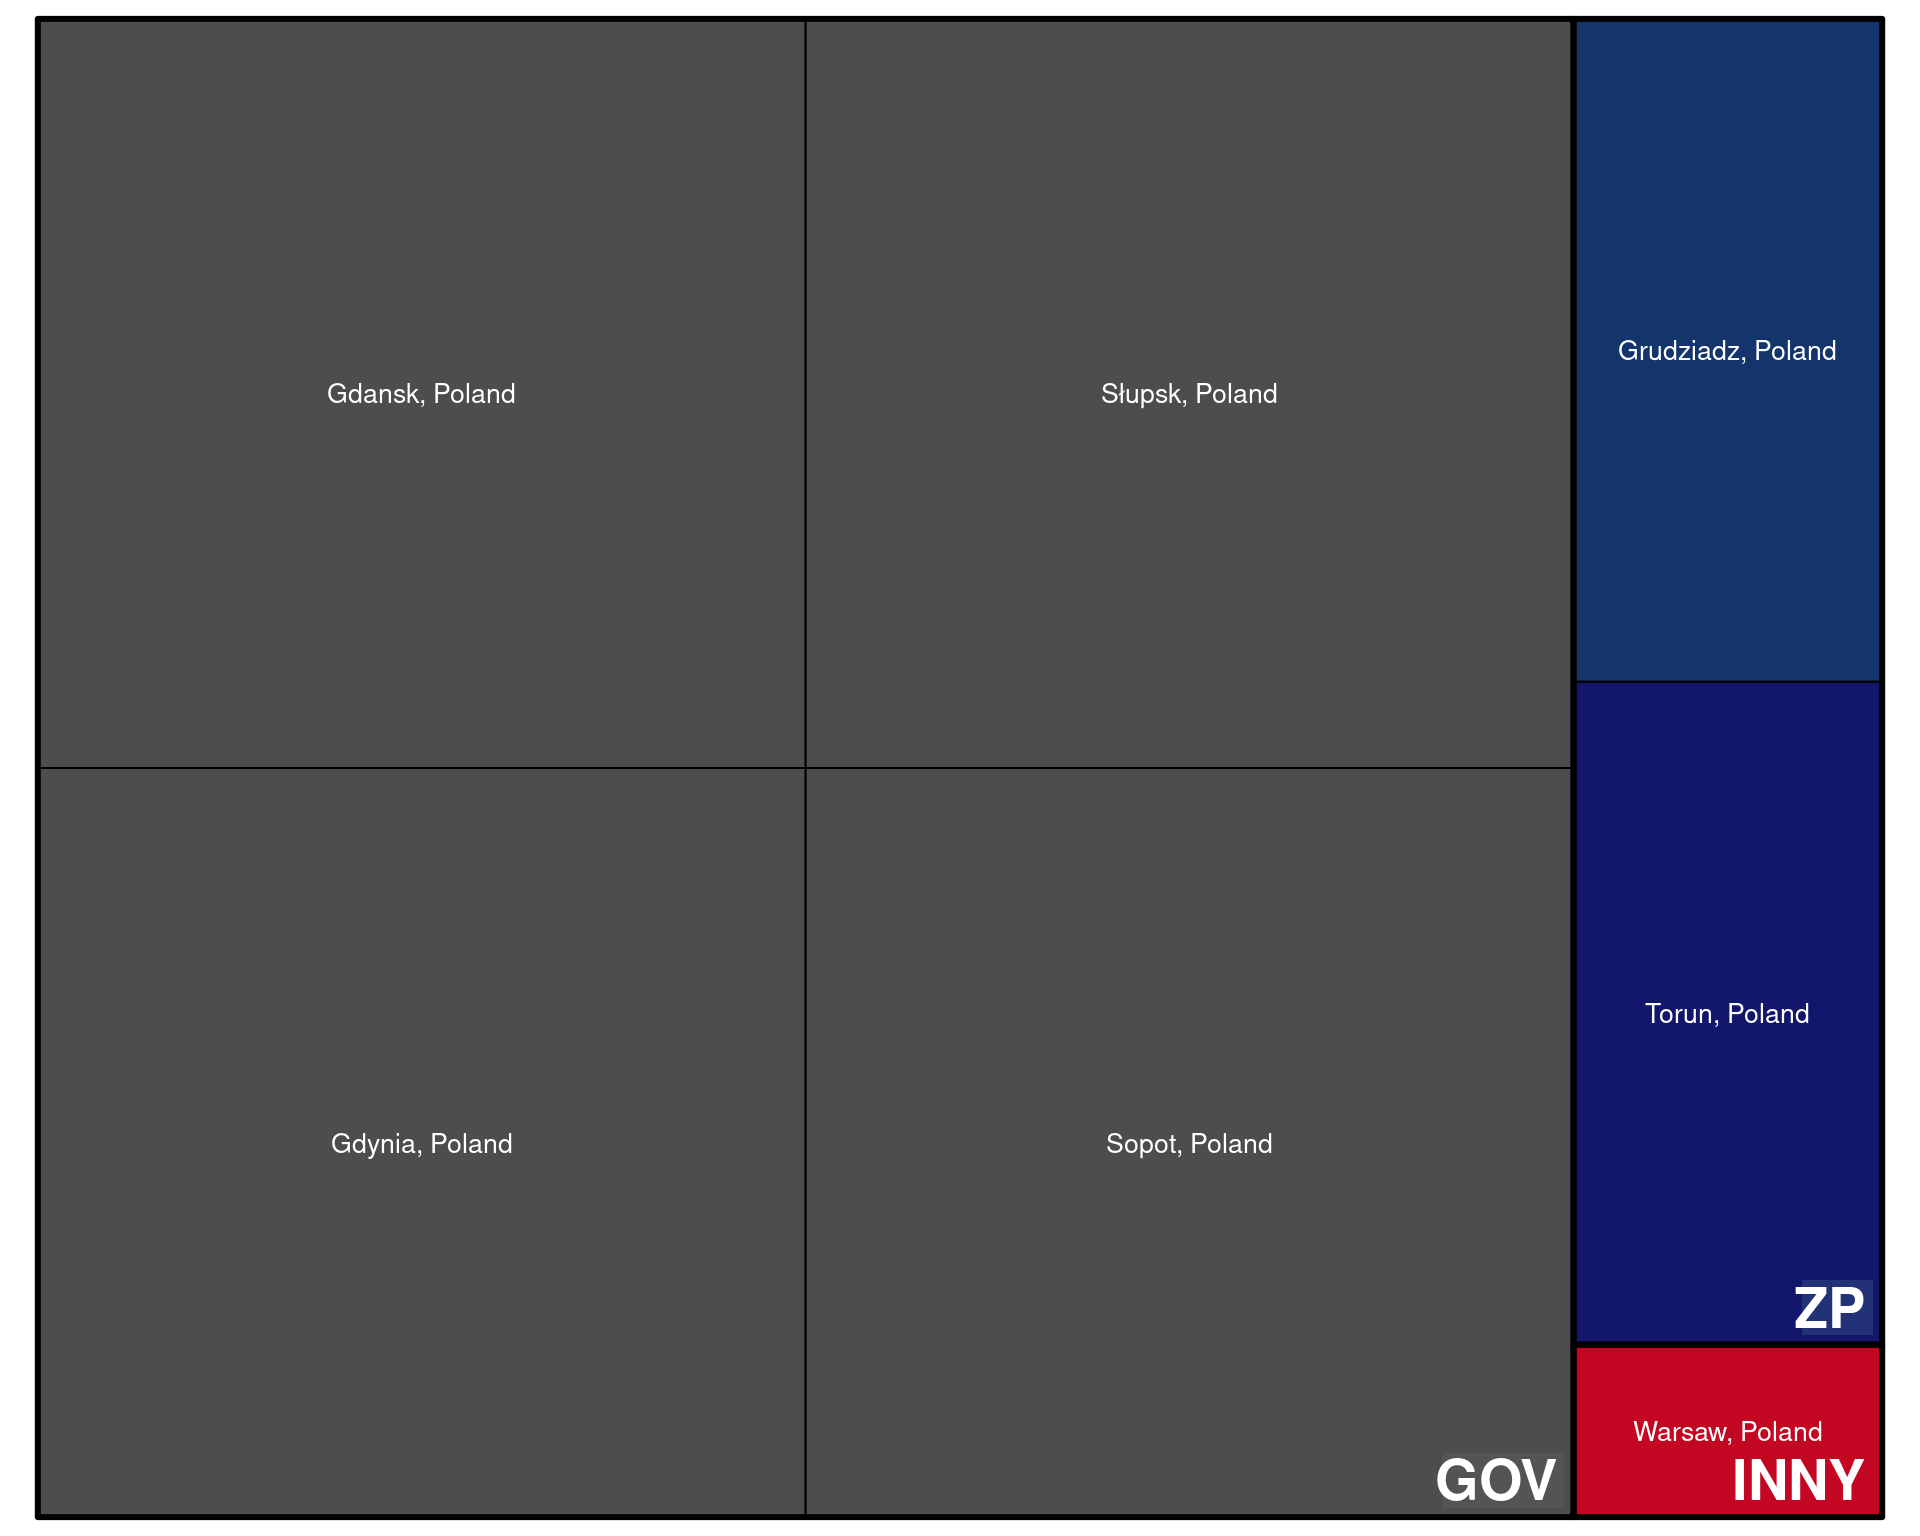 Gdansk, Poland
Słupsk, Poland
Grudziadz, Poland
Gdynia, Poland
Sopot, Poland
Torun, Poland
ZP
Warsaw, Poland
GOV
INNY